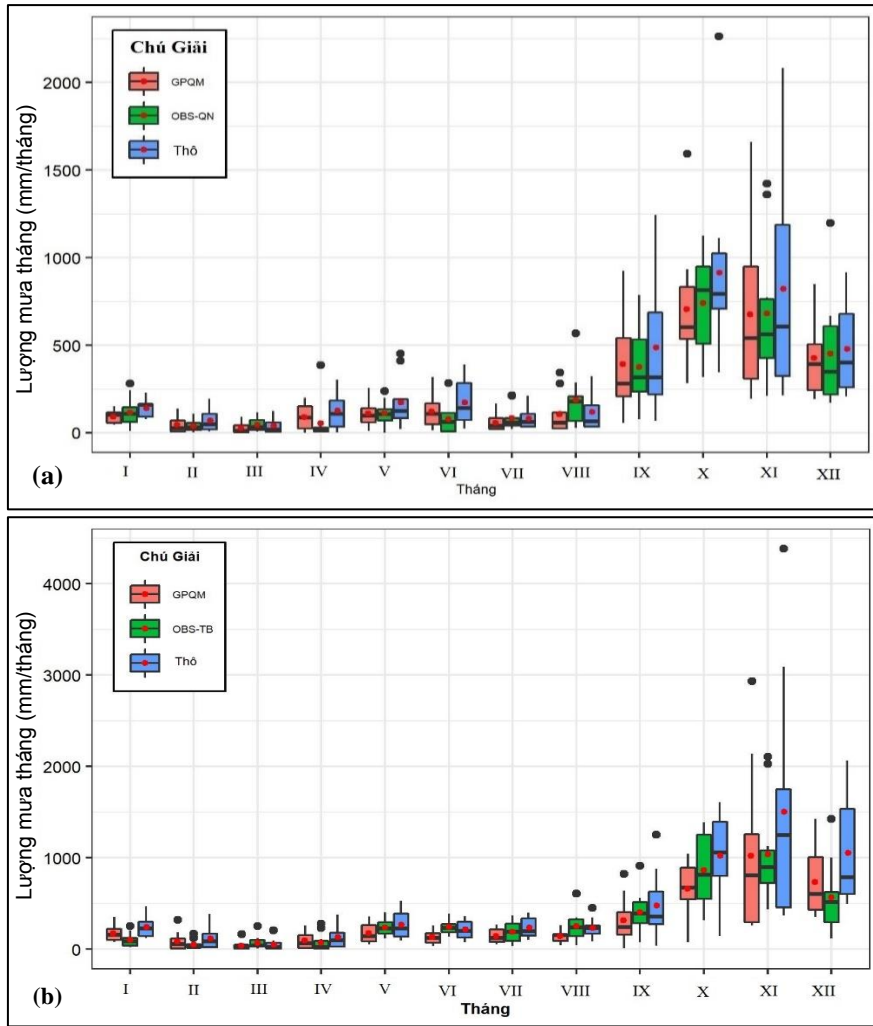 Chú Giải
GPQM
OBS-QN
Thô
Lượng mưa tháng (mm/tháng)
2000
1500
1000
500
0
I II III IV V VI VII VIII IX X XI XII
Tháng
(a)
Chú Giải
GPQM
OBS-TB
Thô
Lượng mưa tháng (mm/tháng)
4000
3000
2000
1000
0
I II III IV V VI VII VIII IX X XI XII
Tháng
(b)